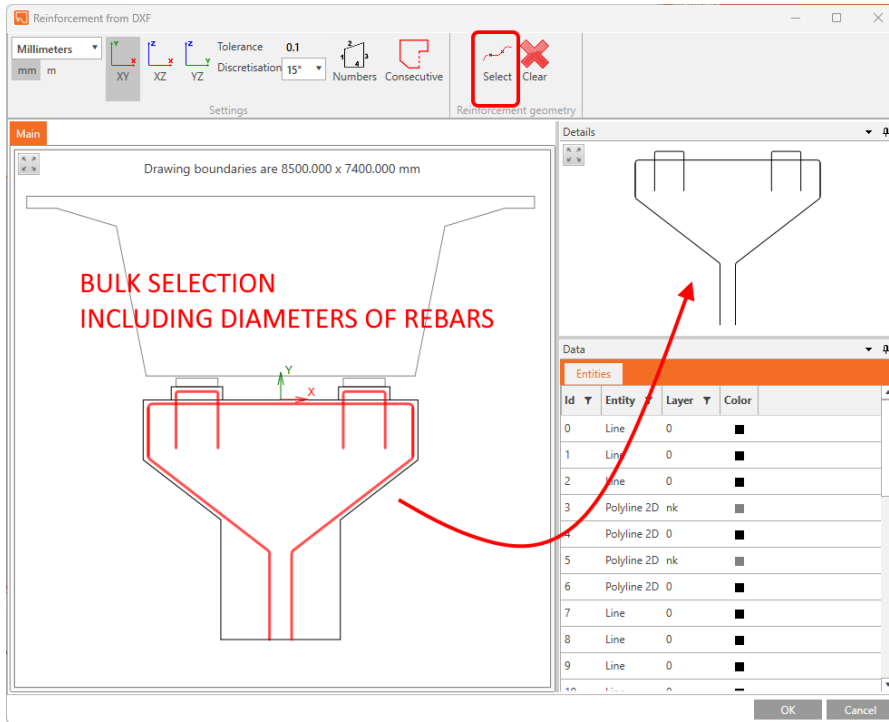 Reinforcement from DXF
Millimeters
mm m
Y X XY
Z X XZ
Z Y YZ
Tolerance 0.1
Discretisation 15°
2 3 1 4
Numbers
Consecutive
Select
Clear
Settings
Reinforcement geometry
Main
Drawing boundaries are 8500.000 x 7400.000 mm
BULK SELECTION
INCLUDING DIAMETERS OF REBARS
Y
X
Details
Data
Entities
Id Entity Layer Color
0 Line 0
1 Line 0
2 Line 0
3 Polyline 2D nk
4 Polyline 2D 0
5 Polyline 2D nk
6 Polyline 2D 0
7 Line 0
8 Line 0
9 Line 0
OK Cancel